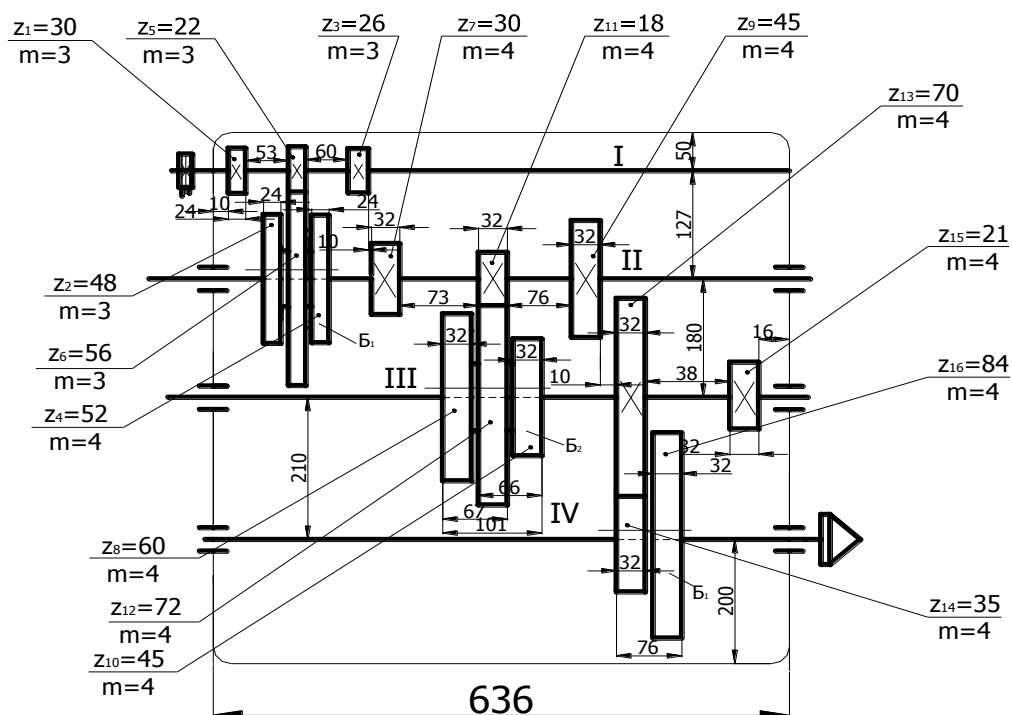 z₁=30
m=3
z₅=22
m=3
z₃=26
m=3
z₇=30
m=4
z₁₁=18
m=4
z₉=45
m=4
z₁₃=70
m=4
53
60
I
50
24
10
24
24
127
10
32
32
32
II
z₁₅=21
m=4
z₂=48
m=3
73
76
Б₁
32
32
32
180
16
z₆=56
m=3
III
10
38
z₁₆=84
m=4
z₄=52
m=4
Б₂
32
210
66
32
67
IV
101
z₈=60
m=4
32
Б₁
200
z₁₂=72
m=4
z₁₄=35
m=4
76
z₁₀=45
m=4
636